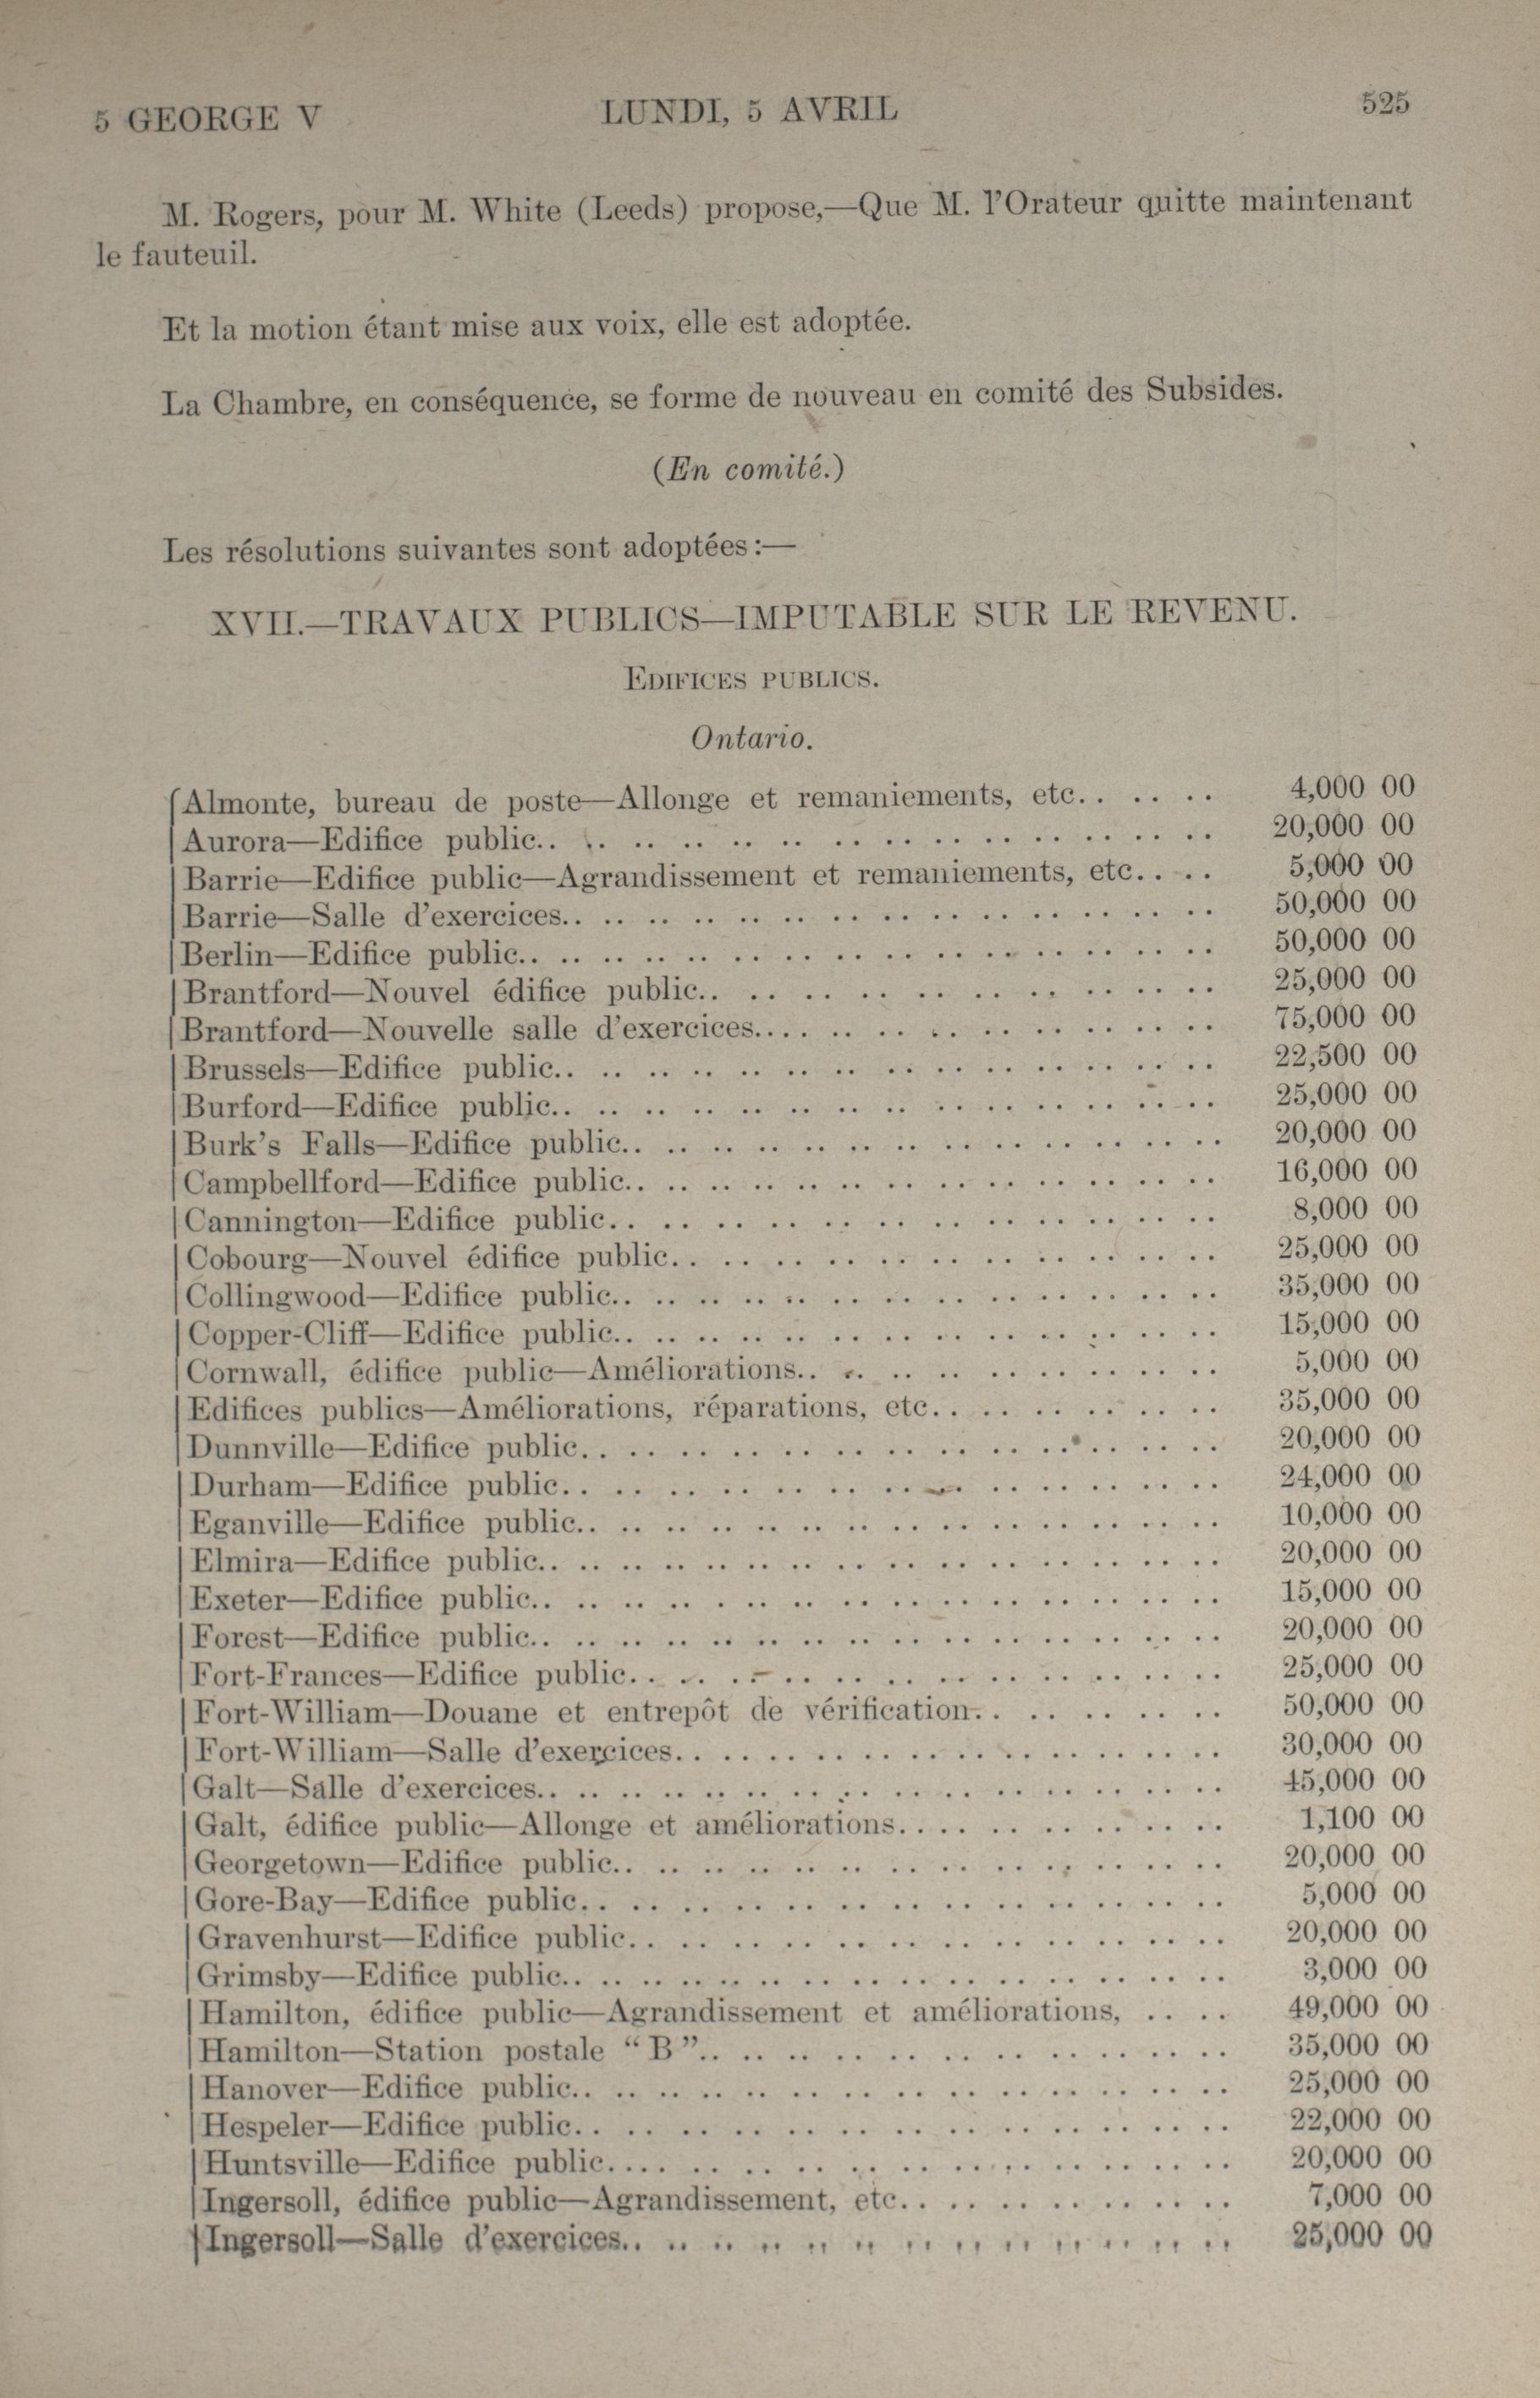 5 GEORGE V LUNDI, 5 AVRIL 525
M. Rogers, pour M. White (Leeds) propose,—Que M. l'Orateur quitte maintenant
le fauteuil.
Et la motion étant mise aux voix, elle est adoptée.
La Chambre, en conséquence, se forme de nouveau en comité des Subsides.
(En comité.)
Les résolutions suivantes sont adoptées:—
XVII.—TRAVAUX PUBLICS—IMPUTABLE SUR LE REVENU.
EDIFICES PUBLICS.
Ontario.
Almonte, bureau de poste—Allonge et remaniements, etc.. .. .. .. 4,000 00
Aurora—Edifice public.. .. .. .. .. .. .. .. .. .. .. .. .. .. 20,000 00
Barrie—Edifice public—Agrandissement et remaniements, etc.. .. .. 5,000 00
Barrie—Salle d'exercices.. .. .. .. .. .. .. .. .. .. .. .. .. .. 50,000 00
Berlin—Edifice public.. .. .. .. .. .. .. .. .. .. .. .. .. .. .. 50,000 00
Brantford—Nouvel édifice public.. .. .. .. .. .. .. .. .. .. .. 25,000 00
Brantford—Nouvelle salle d'exercices.... .. .. .. .. .. .. .. .. 75,000 00
Brussels—Edifice public.. .. .. .. .. .. .. .. .. .. .. .. .. .. 22,500 00
Burford—Edifice public.. .. .. .. .. .. .. .. .. .. .. .. .. .. 25,000 00
Burk's Falls—Edifice public.. .. .. .. .. .. .. .. .. .. .. .. .. 20,000 00
Campbellford—Edifice public.. .. .. .. .. .. .. .. .. .. .. .. .. 16,000 00
Cannington—Edifice public.. .. .. .. .. .. .. .. .. .. .. .. .. 8,000 00
Cobourg—Nouvel édifice public.. .. .. .. .. .. .. .. .. .. .. .. 25,000 00
Collingwood—Edifice public.. .. .. .. .. .. .. .. .. .. .. .. .. 35,000 00
Copper-Cliff—Edifice public.. .. .. .. .. .. .. .. .. .. .. .. .. 15,000 00
Cornwall, édifice public—Améliorations.. .. .. .. .. .. .. .. .. 5,000 00
Edifices publics—Améliorations, réparations, etc.. .. .. .. .. .. 35,000 00
Dunnville—Edifice public.. .. .. .. .. .. .. .. .. .. .. .. .. .. 20,000 00
Durham—Edifice public.. .. .. .. .. .. .. .. .. .. .. .. .. .. 24,000 00
Eganville—Edifice public.. .. .. .. .. .. .. .. .. .. .. .. .. .. 10,000 00
Elmira—Edifice public.. .. .. .. .. .. .. .. .. .. .. .. .. .. .. 20,000 00
Exeter—Edifice public.. .. .. .. .. .. .. .. .. .. .. .. .. .. .. 15,000 00
Forest—Edifice public.. .. .. .. .. .. .. .. .. .. .. .. .. .. .. 20,000 00
Fort-Frances—Edifice public.. .. .. .. .. .. .. .. .. .. .. .. .. 25,000 00
Fort-William—Douane et entrepôt de vérification.. .. .. .. .. .. 50,000 00
Fort-William—Salle d'exercices.. .. .. .. .. .. .. .. .. .. .. .. 30,000 00
Galt—Salle d'exercices.. .. .. .. .. .. .. .. .. .. .. .. .. .. .. 45,000 00
Galt, édifice public—Allonge et améliorations.. .. .. .. .. .. .. 1,100 00
Georgetown—Edifice public.. .. .. .. .. .. .. .. .. .. .. .. .. 20,000 00
Gore-Bay—Edifice public.. .. .. .. .. .. .. .. .. .. .. .. .. .. 5,000 00
Gravenhurst—Edifice public.. .. .. .. .. .. .. .. .. .. .. .. .. 20,000 00
Grimsby—Edifice public.. .. .. .. .. .. .. .. .. .. .. .. .. .. 3,000 00
Hamilton, édifice public—Agrandissement et améliorations, .. .. 49,000 00
Hamilton—Station postale "B".. .. .. .. .. .. .. .. .. .. .. .. 35,000 00
Hanover—Edifice public.. .. .. .. .. .. .. .. .. .. .. .. .. .. 25,000 00
Hespeler—Edifice public.. .. .. .. .. .. .. .. .. .. .. .. .. .. 22,000 00
Huntsville—Edifice public.... .. .. .. .. .. .. .. .. .. .. .. .. 20,000 00
Ingersoll, édifice public—Agrandissement, etc.. .. .. .. .. .. .. 7,000 00
Ingersoll—Salle d'exercices.. .. .. .. .. .. .. .. .. .. .. .. .. 25,000 00